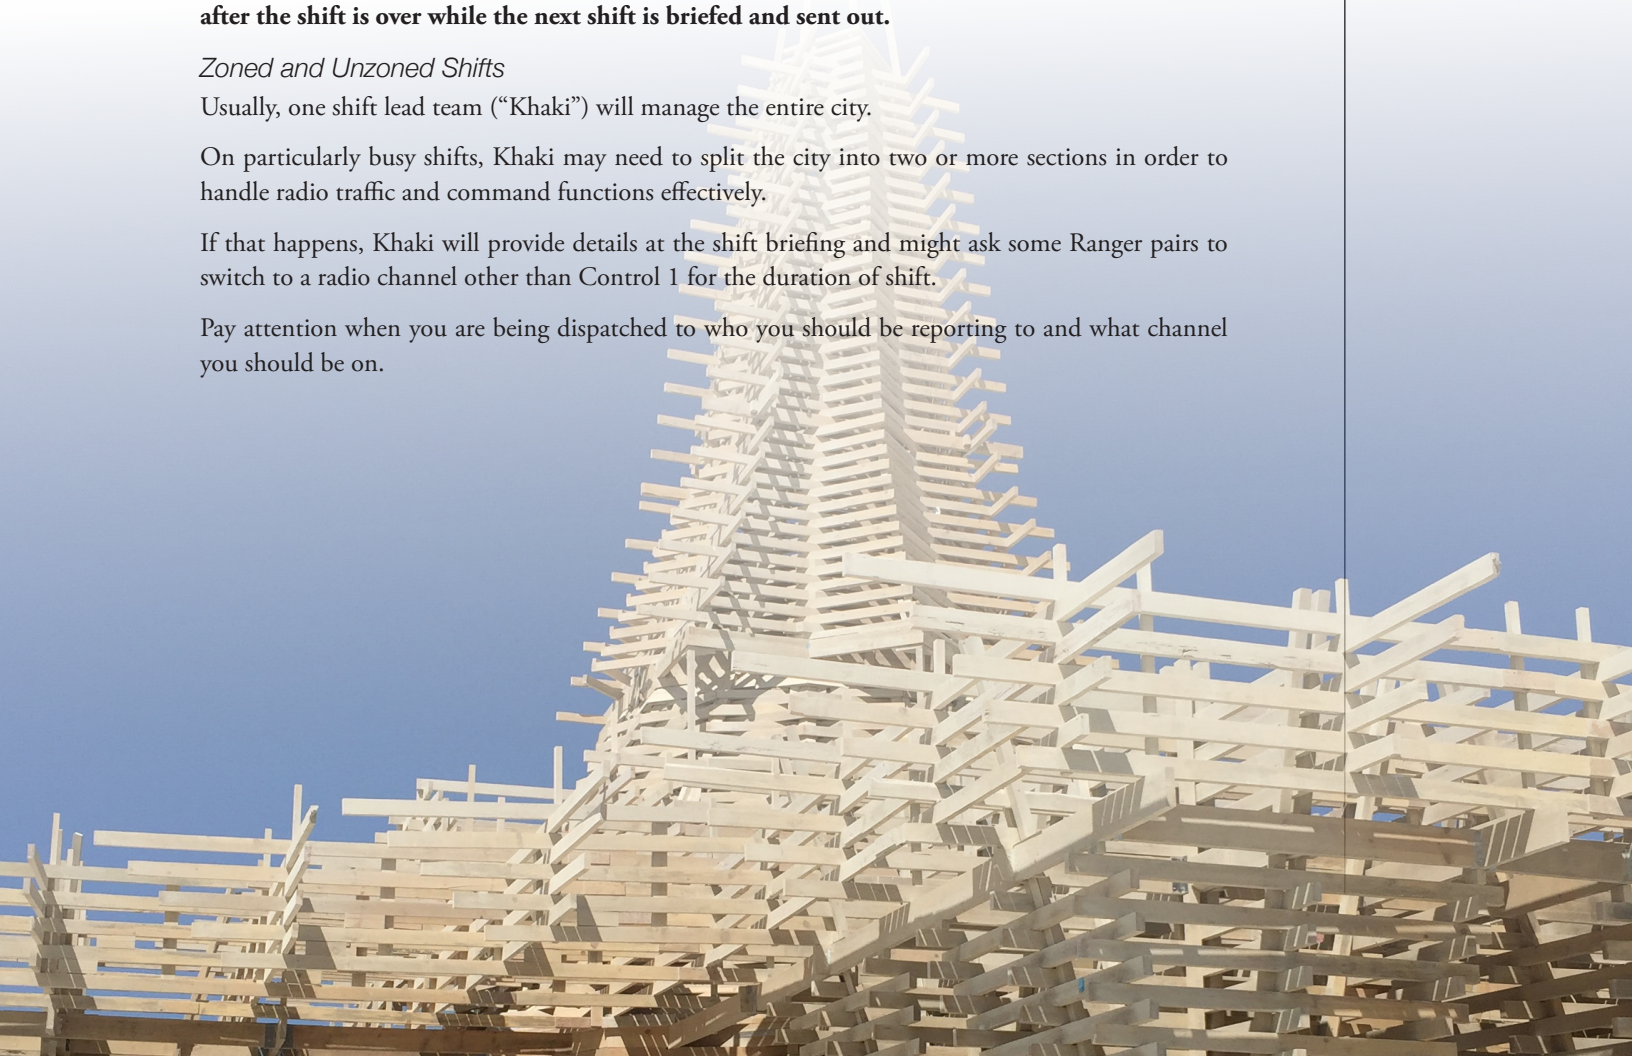 after the shift is over while the next shift is briefed and sent out.
Zoned and Unzoned Shifts
Usually, one shift lead team (“Khaki”) will manage the entire city.
On particularly busy shifts, Khaki may need to split the city into two or more sections in order to
handle radio traffic and command functions effectively.
If that happens, Khaki will provide details at the shift briefing and might ask some Ranger pairs to
switch to a radio channel other than Control 1 for the duration of shift.
Pay attention when you are being dispatched to who you should be reporting to and what channel
you should be on.